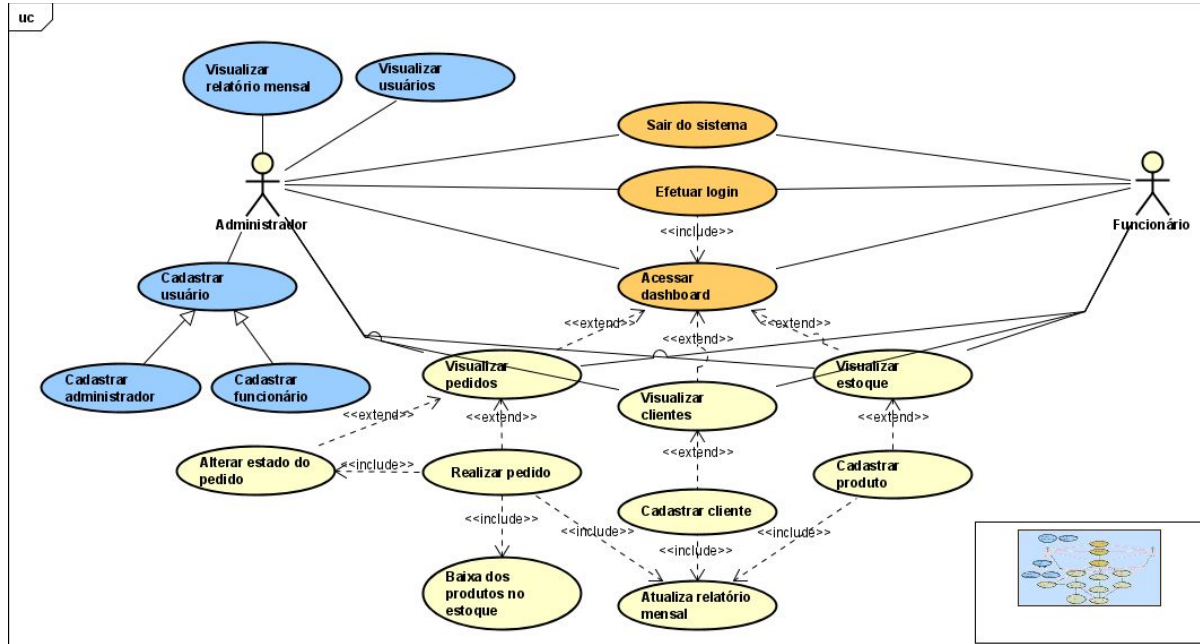 uc
Visualizar
relatório mensal
Visualizar
usuários
Sair do sistema
Efetuar login
Administrador
Funcionário
<<include>>
Cadastrar
usuário
Acessar
dashboard
<<extend>>
<<extend>>
<<extend>>
Cadastrar
administrador
Cadastrar
funcionário
Visualizar
pedidos
Visualizar
clientes
Visualizar
estoque
<<extend>>
<<extend>>
<<extend>>
<<extend>>
Alterar estado do
pedido
<<include>>
Realizar pedido
Cadastrar
produto
Cadastrar cliente
<<include>>
<<include>>
<<include>>
<<include>>
Baixa dos
produtos no
estoque
Atualiza relatório
mensal